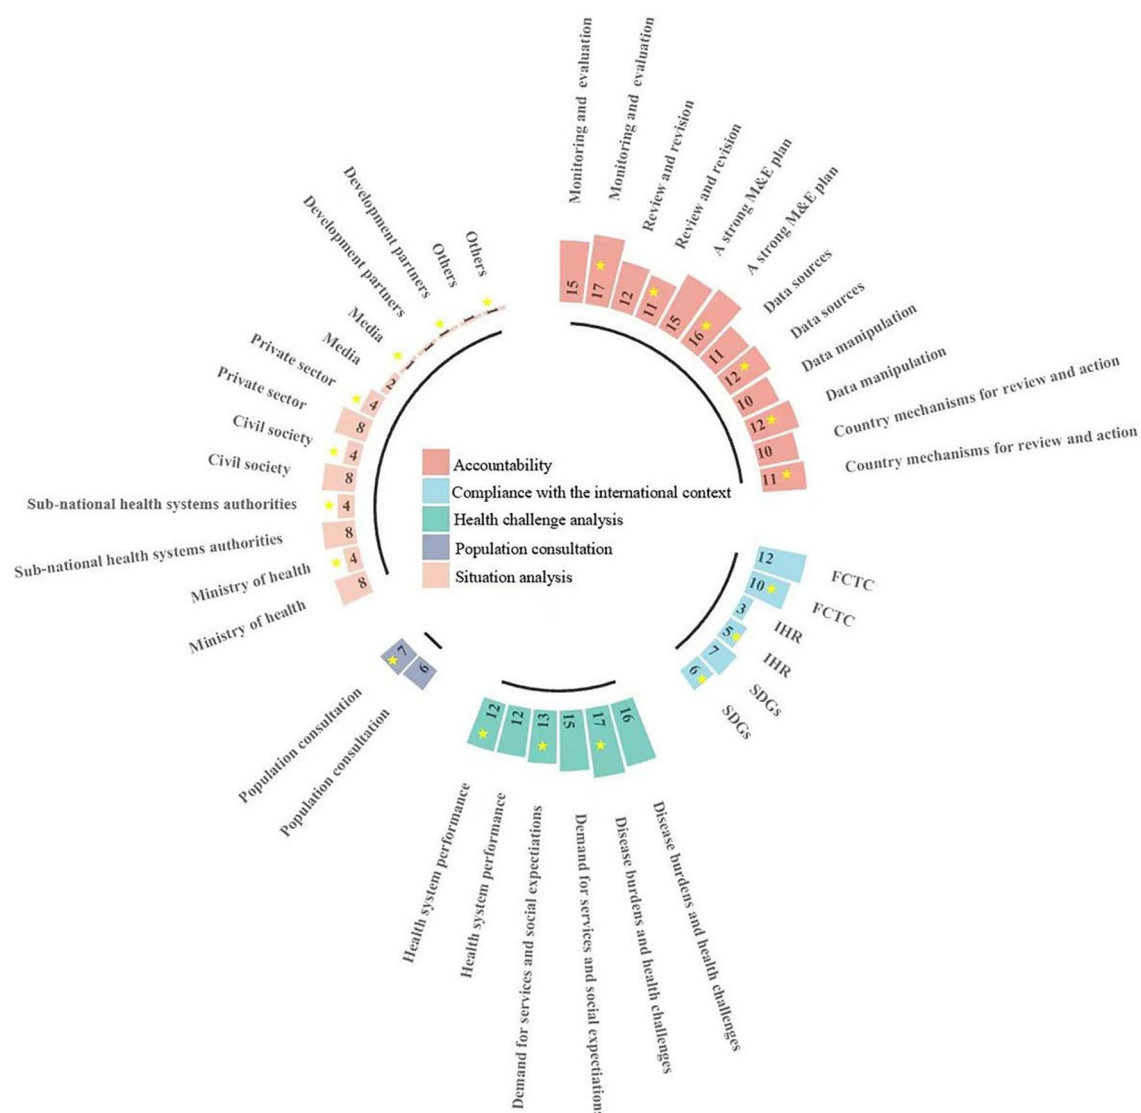 Monitoring and evaluation
Monitoring and evaluation
Review and revision
Review and revision
A strong M&E plan
A strong M&E plan
Data sources
Data sources
Data manipulation
Data manipulation
Country mechanisms for review and action
Country mechanisms for review and action
15
17
12
11
15
16
11
12
10
12
10
11
FCTC
FCTC
IHR
IHR
SDGs
SDGs
12
10
3
5
7
6
Disease burdens and health challenges
Disease burdens and health challenges
Demand for services and social expectiations
Demand for services and social expectiations
Health system performance
Health system performance
16
17
15
13
12
12
Population consultation
Population consultation
6
7
Ministry of health
Ministry of health
Sub-national health systems authorities
Sub-national health systems authorities
Civil society
Civil society
Private sector
Private sector
Media
Media
Development partners
Development partners
Others
Others
8
4
8
4
8
4
8
4
2
1
1
1
1
1
Accountability
Compliance with the international context
Health challenge analysis
Population consultation
Situation analysis